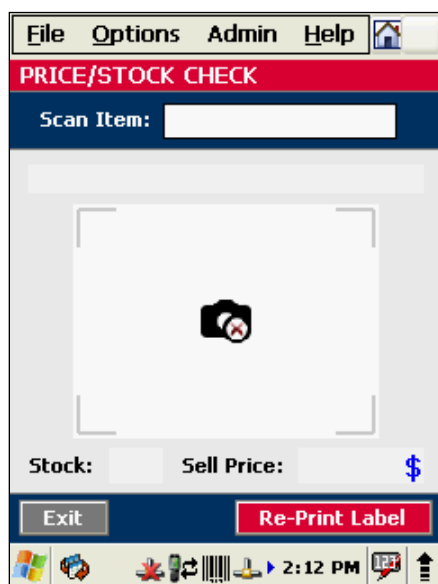 File Options Admin Help
PRICE/STOCK CHECK
Scan Item:
Stock: Sell Price: $
Exit Re-Print Label
2:12 PM 123